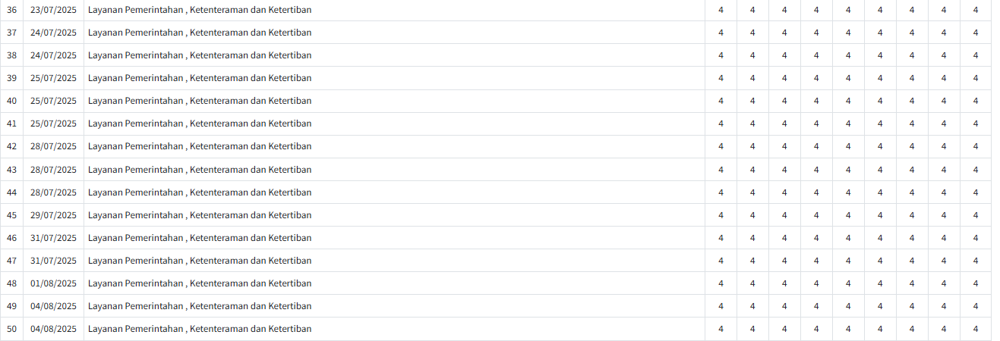 36 23/07/2025 Layanan Pemerintahan , Ketenteraman dan Ketertiban 4 4 4 4 4 4 4 4 4
37 24/07/2025 Layanan Pemerintahan , Ketenteraman dan Ketertiban 4 4 4 4 4 4 4 4 4
38 24/07/2025 Layanan Pemerintahan , Ketenteraman dan Ketertiban 4 4 4 4 4 4 4 4 4
39 25/07/2025 Layanan Pemerintahan , Ketenteraman dan Ketertiban 4 4 4 4 4 4 4 4 4
40 25/07/2025 Layanan Pemerintahan , Ketenteraman dan Ketertiban 4 4 4 4 4 4 4 4 4
41 25/07/2025 Layanan Pemerintahan , Ketenteraman dan Ketertiban 4 4 4 4 4 4 4 4 4
42 28/07/2025 Layanan Pemerintahan , Ketenteraman dan Ketertiban 4 4 4 4 4 4 4 4 4
43 28/07/2025 Layanan Pemerintahan , Ketenteraman dan Ketertiban 4 4 4 4 4 4 4 4 4
44 28/07/2025 Layanan Pemerintahan , Ketenteraman dan Ketertiban 4 4 4 4 4 4 4 4 4
45 29/07/2025 Layanan Pemerintahan , Ketenteraman dan Ketertiban 4 4 4 4 4 4 4 4 4
46 31/07/2025 Layanan Pemerintahan , Ketenteraman dan Ketertiban 4 4 4 4 4 4 4 4 4
47 31/07/2025 Layanan Pemerintahan , Ketenteraman dan Ketertiban 4 4 4 4 4 4 4 4 4
48 01/08/2025 Layanan Pemerintahan , Ketenteraman dan Ketertiban 4 4 4 4 4 4 4 4 4
49 04/08/2025 Layanan Pemerintahan , Ketenteraman dan Ketertiban 4 4 4 4 4 4 4 4 4
50 04/08/2025 Layanan Pemerintahan , Ketenteraman dan Ketertiban 4 4 4 4 4 4 4 4 4